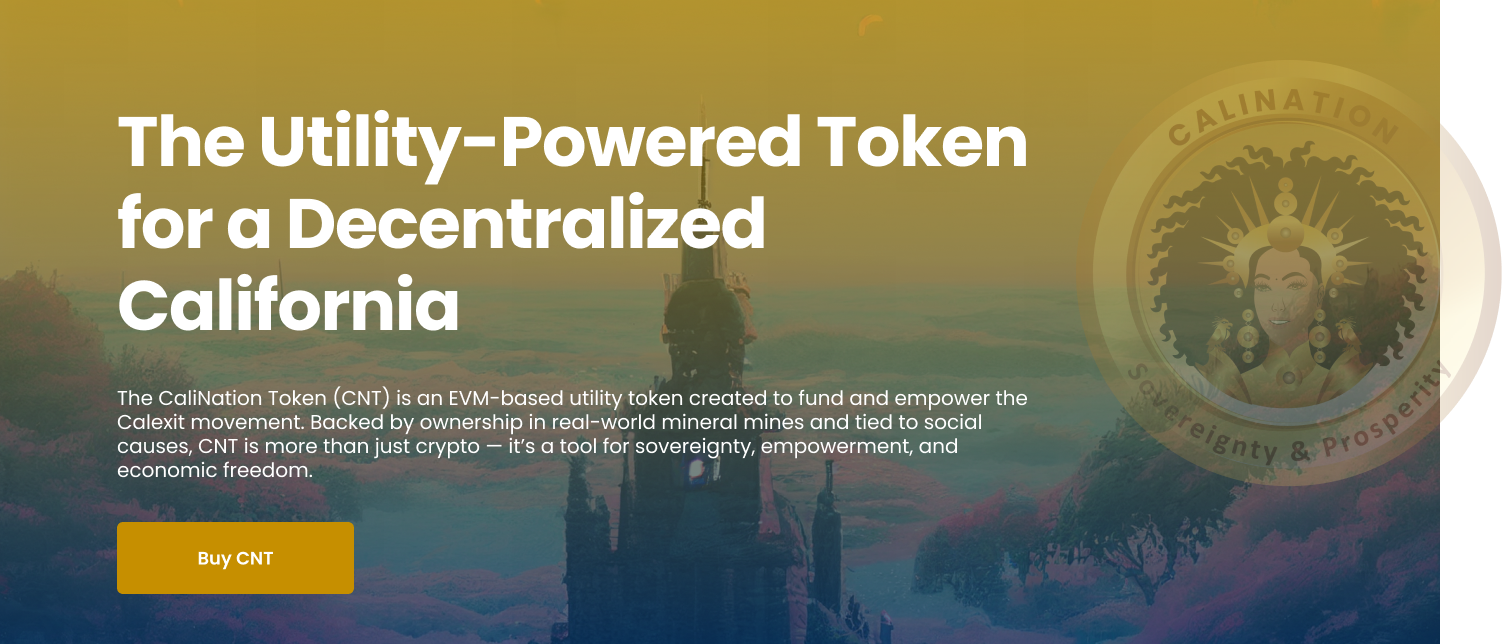 The Utility-Powered Token
for a Decentralized
California
The CaliNation Token (CNT) is an EVM-based utility token created to fund and empower the
Calexit movement. Backed by ownership in real-world mineral mines and tied to social
causes, CNT is more than just crypto — it’s a tool for sovereignty, empowerment, and
economic freedom.
Buy CNT
CALINATION
Sovereignty & Prosperity